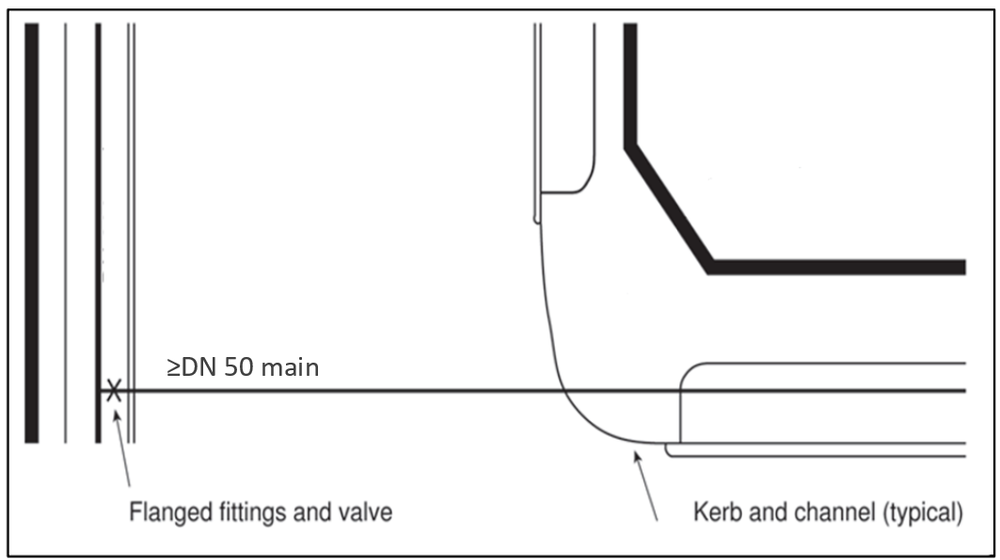 ≥DN 50 main
Flanged fittings and valve
Kerb and channel (typical)